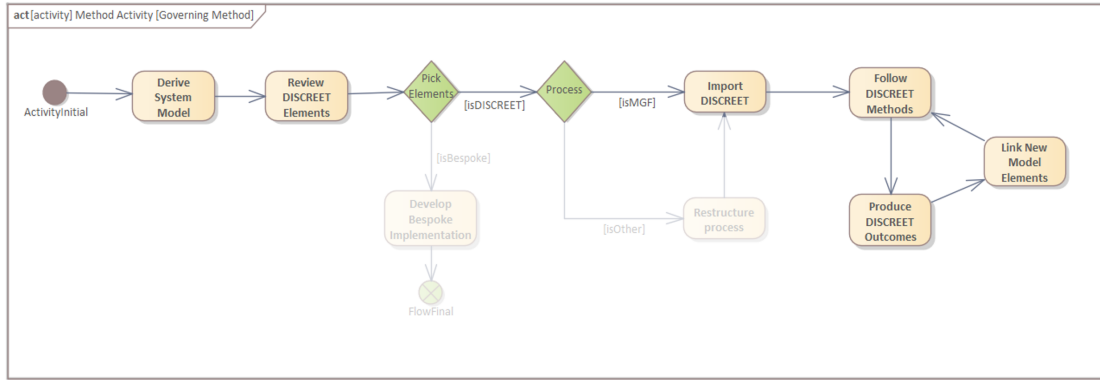 act [activity] Method Activity [Governing Method]
ActivityInitial
Derive
System
Model
Review
DISCREET
Elements
Pick
Elements
[isDISCREET]
Process
[isMGF]
Import
DISCREET
Follow
DISCREET
Methods
Link New
Model
Elements
Produce
DISCREET
Outcomes
[isBespoke]
Develop
Bespoke
Implementation
FlowFinal
[isOther]
Restructure
process